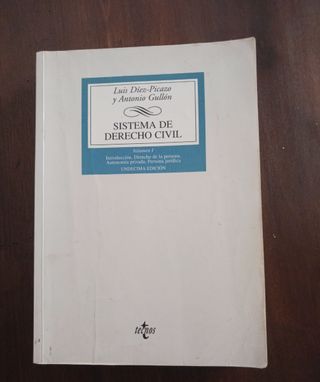 Luis Díez-Picazo
y Antonio Gullón
SISTEMA DE
DERECHO CIVIL
Volumen I
Introducción. Derecho de la persona.
Autonomía privada. Persona jurídica
UNDECIMA EDICIÓN
tecnos